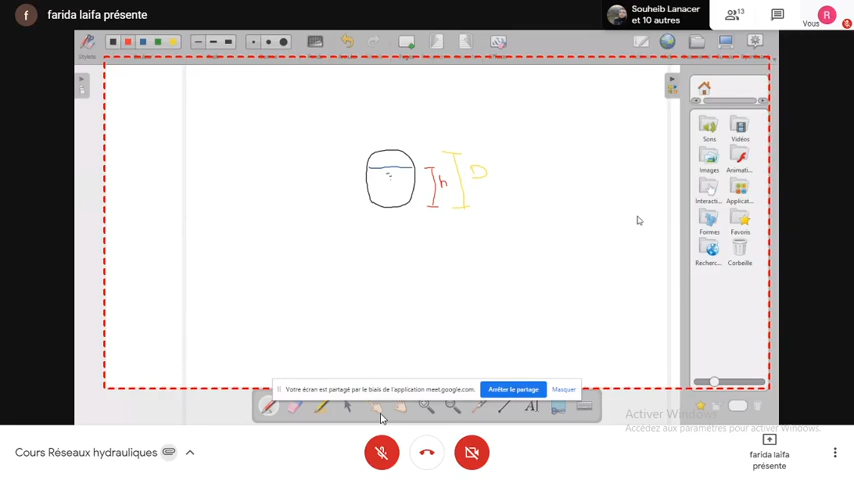 f farida laifa présente
Souheib Lanacer
et 10 autres
13
R
Vous
h
D
Sons Vidéos
Images Animati...
Interacti... Applicat...
Formes Favoris
Recherc... Corbeille
Votre écran est partagé par le biais de l'application meet.google.com. Arrêter le partage Masquer
Activer Windows
Accédez aux paramètres pour activer Windows.
Cours Réseaux hydrauliques
farida laifa
présente